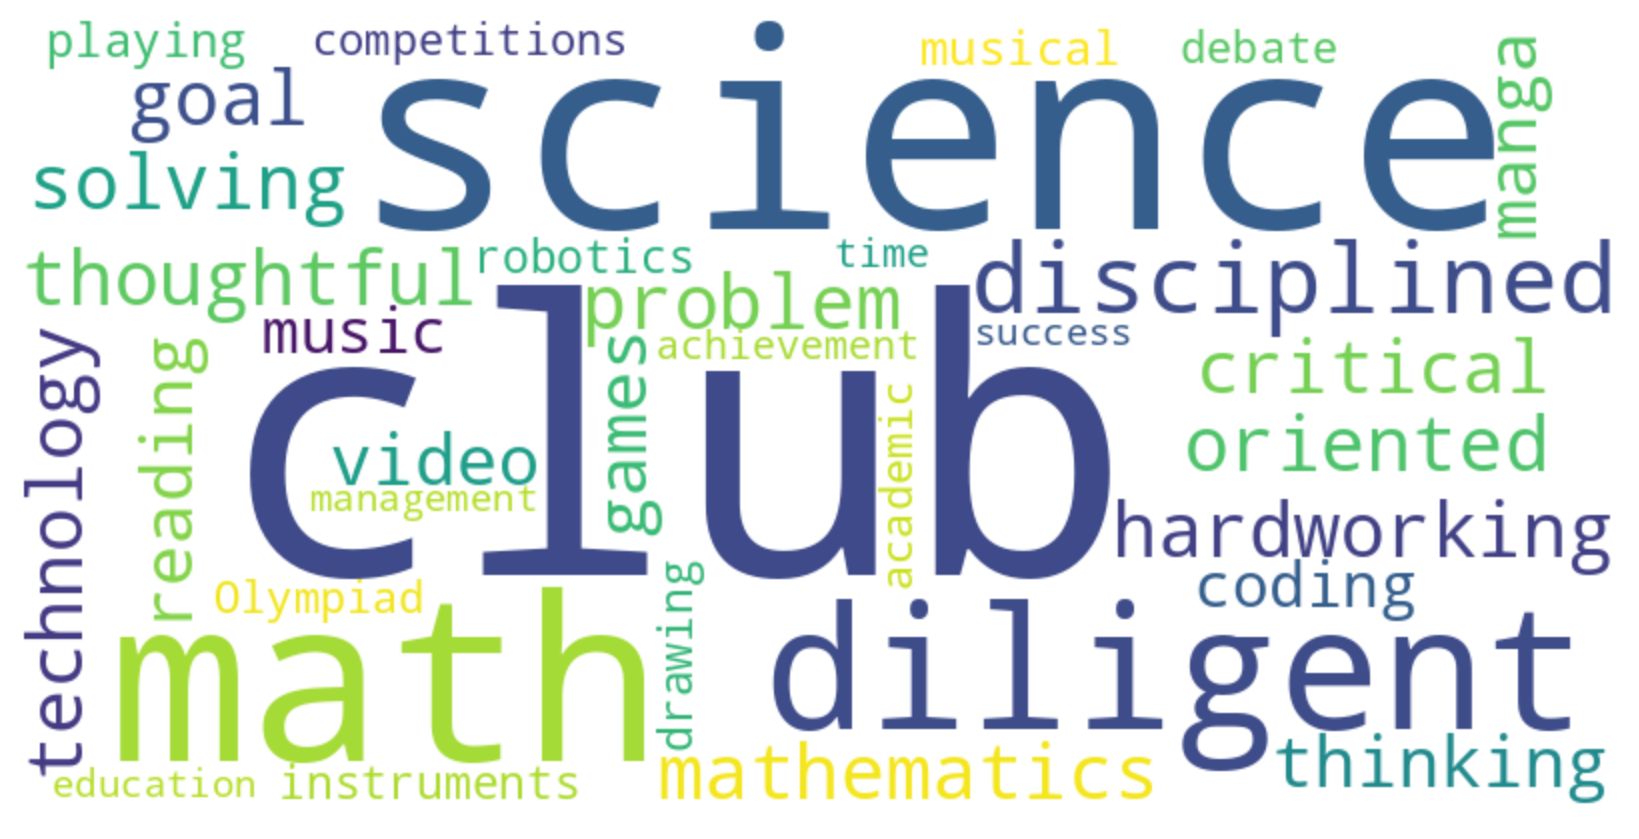 playing
competitions
musical
debate
goal
science
manga
solving
thoughtful
robotics
time
disciplined
problem
music
club
success
achievement
technology
reading
games
critical
video
academic
oriented
management
hardworking
Olympiad
drawing
coding
math
diligent
mathematics
thinking
education
instruments